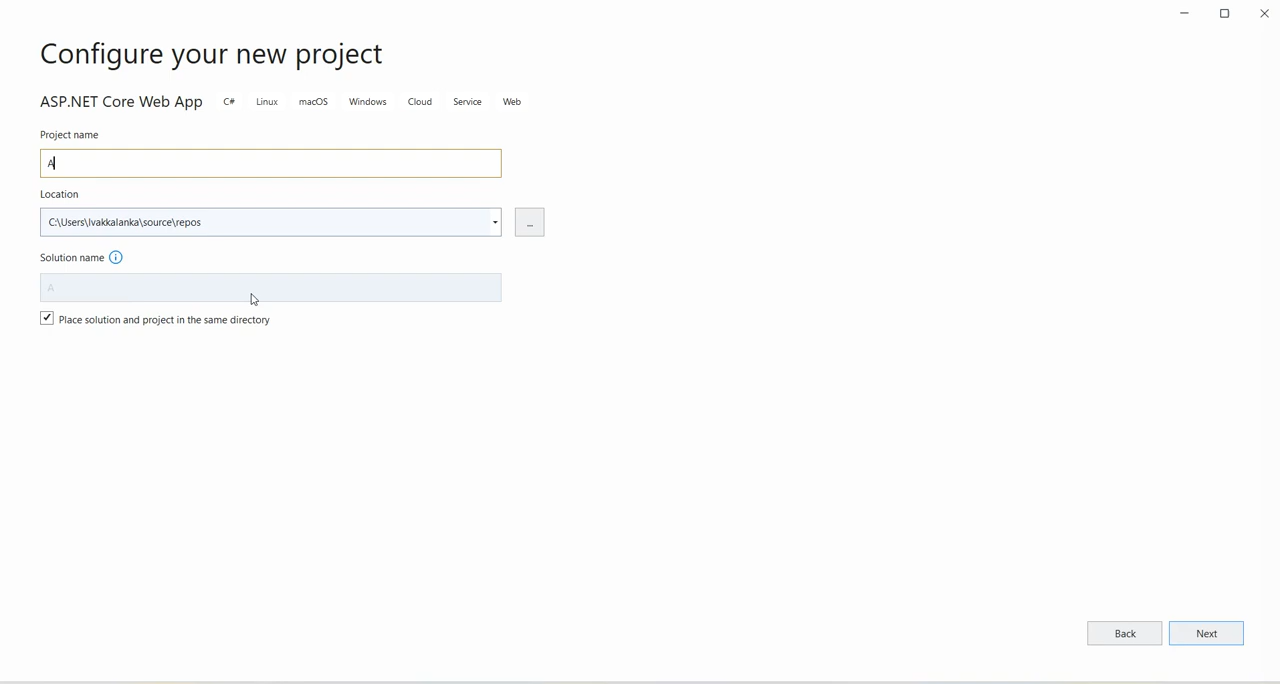 Configure your new project
ASP.NET Core Web App C# Linux macOS Windows Cloud Service Web
Project name
A
Location
C:\Users\lvakkalanka\source\repos
...
Solution name
A
Place solution and project in the same directory
Back Next